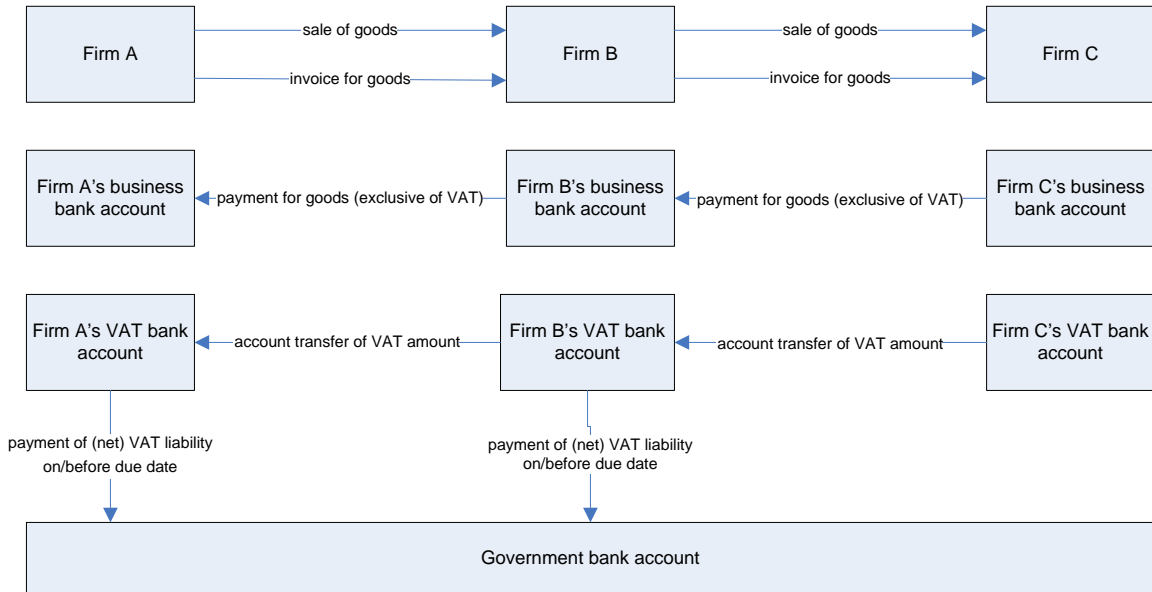 Firm A
sale of goods
invoice for goods
Firm B
sale of goods
invoice for goods
Firm C
Firm A's business
bank account
payment for goods (exclusive of VAT)
Firm B's business
bank account
payment for goods (exclusive of VAT)
Firm C's business
bank account
Firm A's VAT bank
account
account transfer of VAT amount
Firm B's VAT bank
account
account transfer of VAT amount
Firm C's VAT bank
account
payment of (net) VAT liability
on/before due date
payment of (net) VAT liability
on/before due date
Government bank account